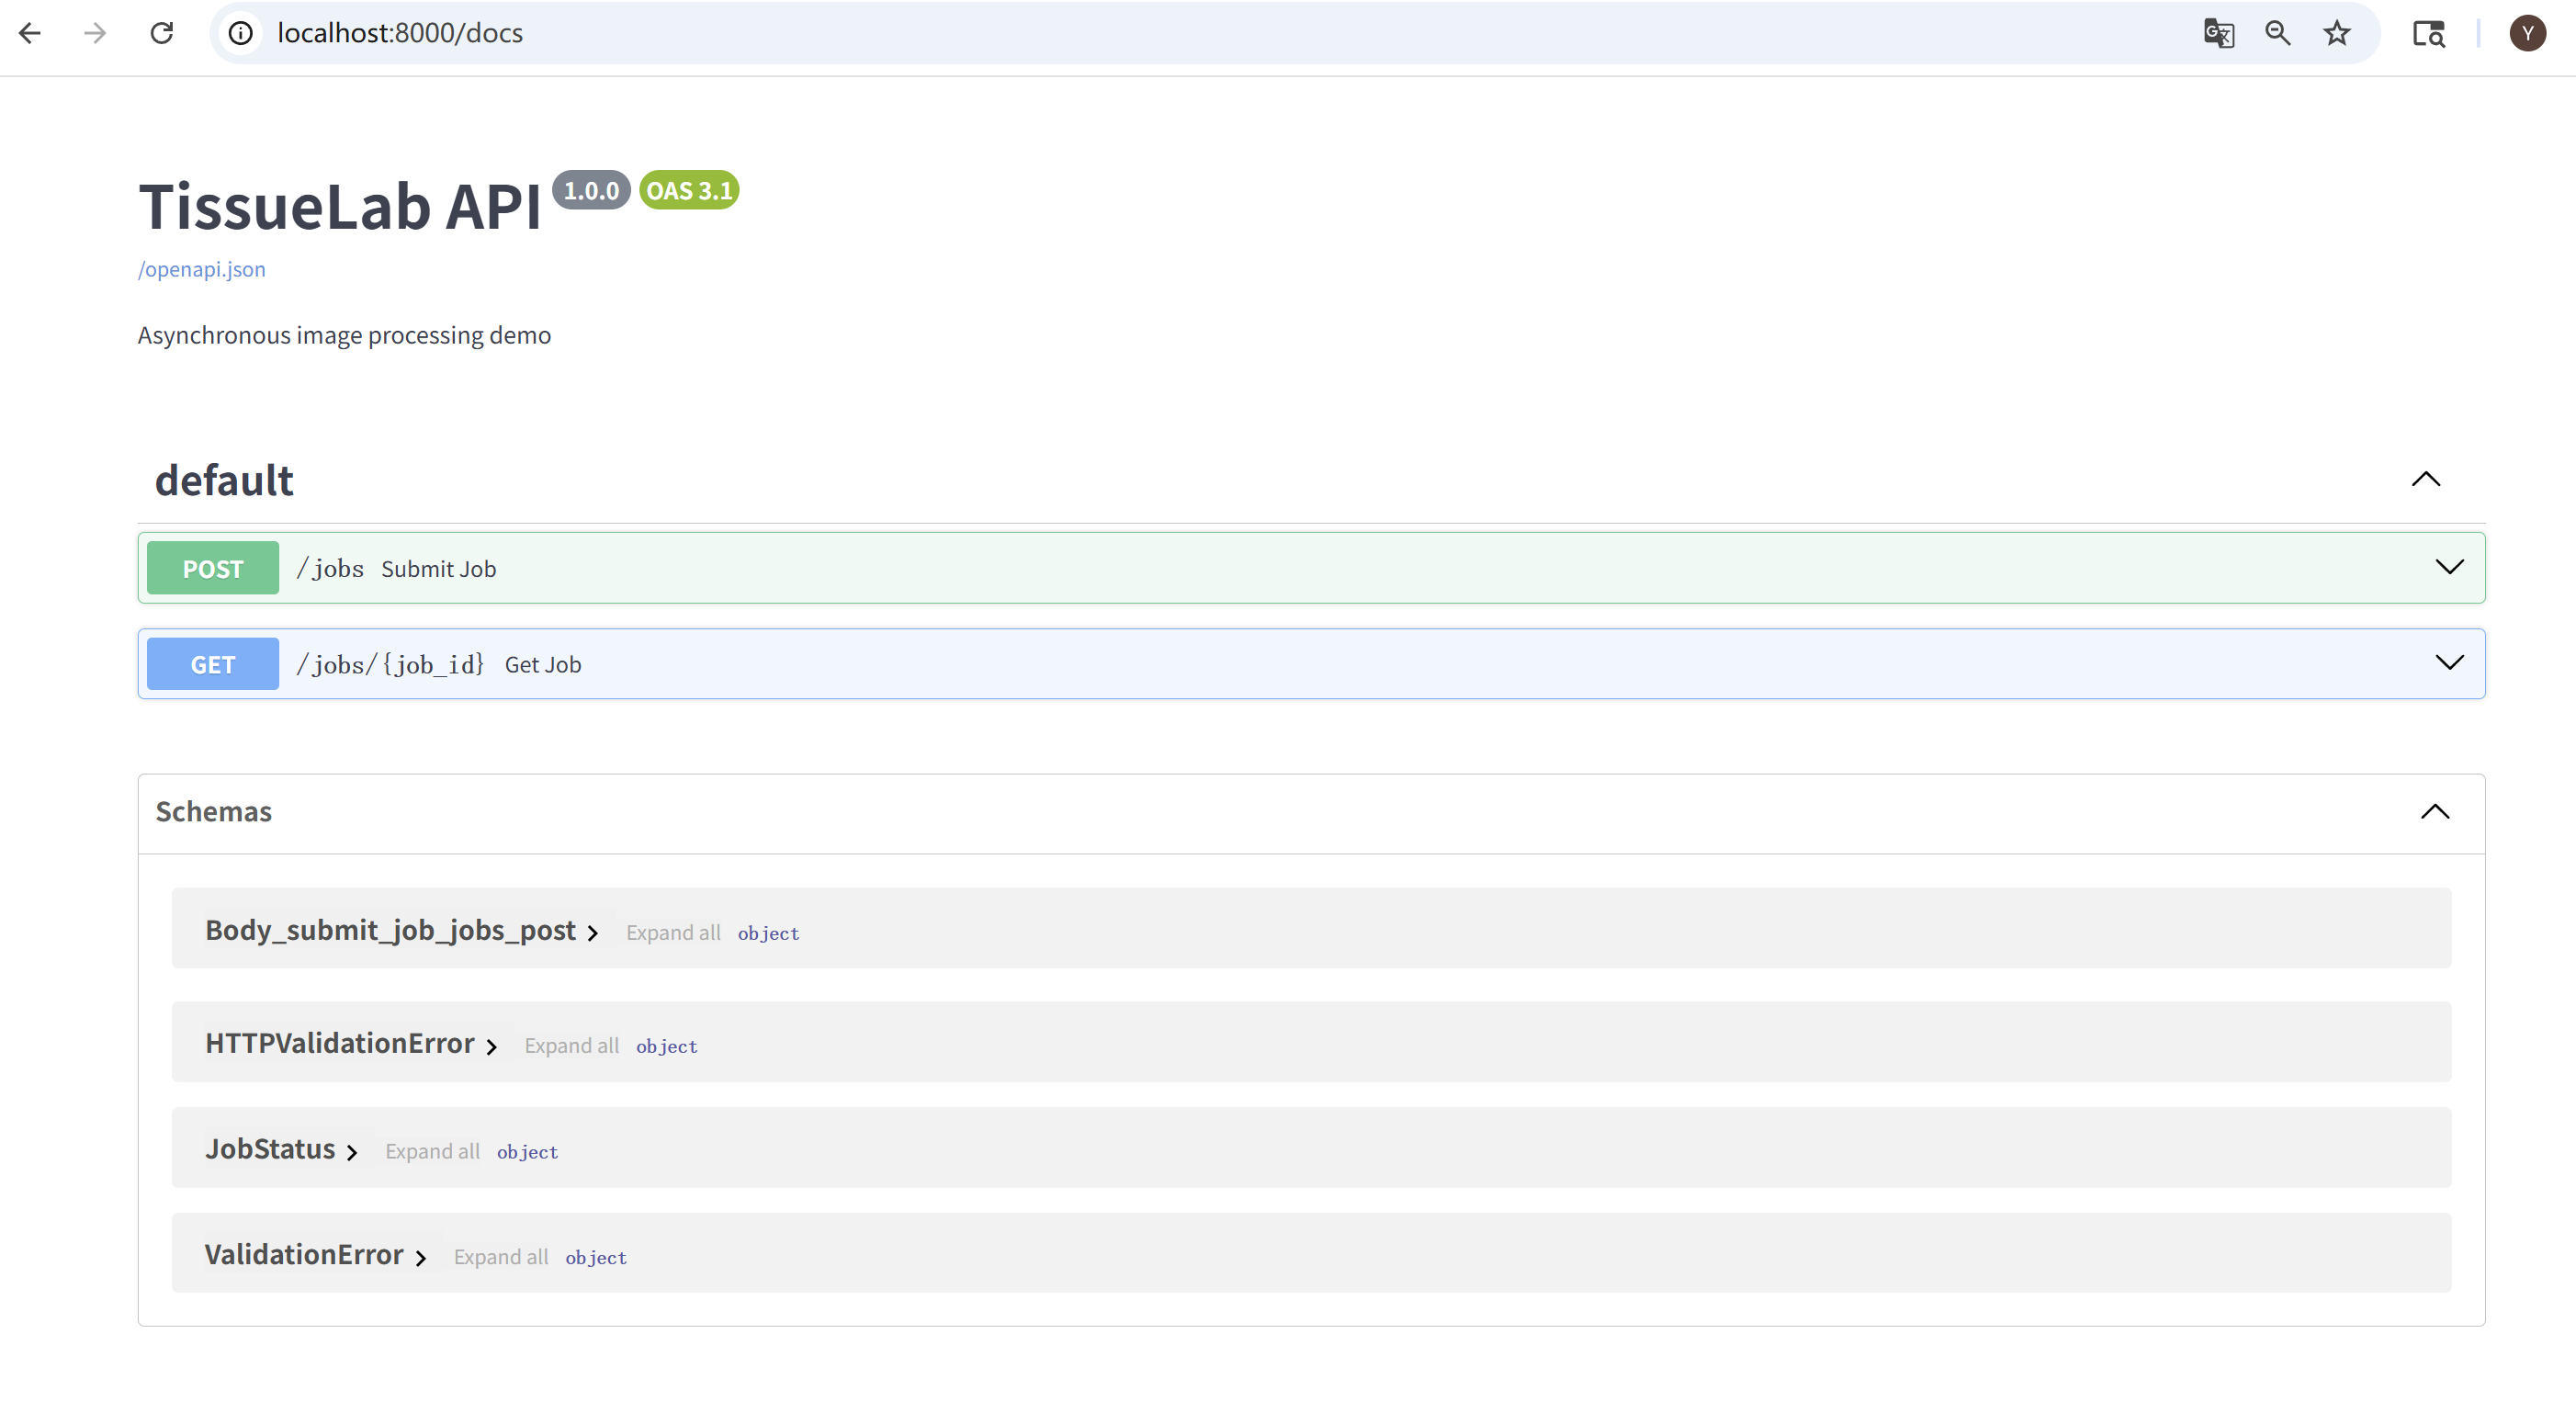 localhost:8000/docs
Y
TissueLab API 1.0.0 OAS 3.1
/openapi.json
Asynchronous image processing demo
default
POST /jobs Submit Job
GET /jobs/{job_id} Get Job
Schemas
Body_submit_job_jobs_post Expand all object
HTTPValidationError Expand all object
JobStatus Expand all object
ValidationError Expand all object